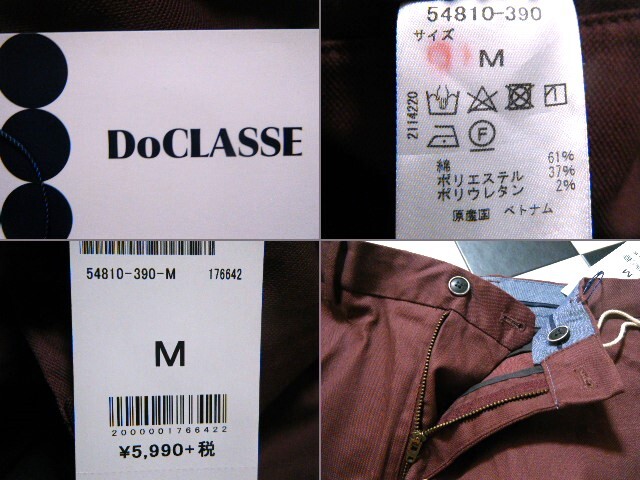 DoCLASSE
54810-390
サイズ
M
2114220
綿 61%
ポリエステル 37%
ポリウレタン 2%
原産国 ベトナム
54810-390-M 176642
M
2000001766422
¥5,990+税
M